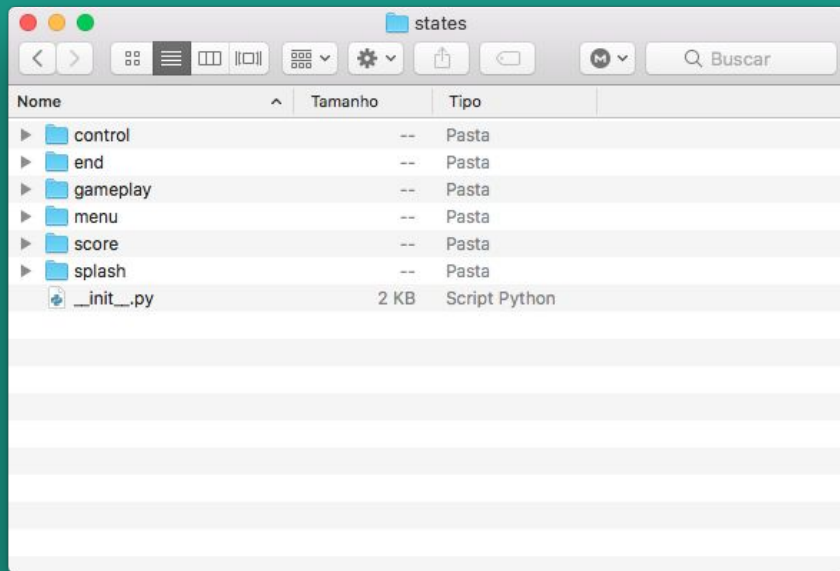 states
Buscar
Nome Tamanho Tipo
control -- Pasta
end -- Pasta
gameplay -- Pasta
menu -- Pasta
score -- Pasta
splash -- Pasta
__init__.py 2 KB Script Python